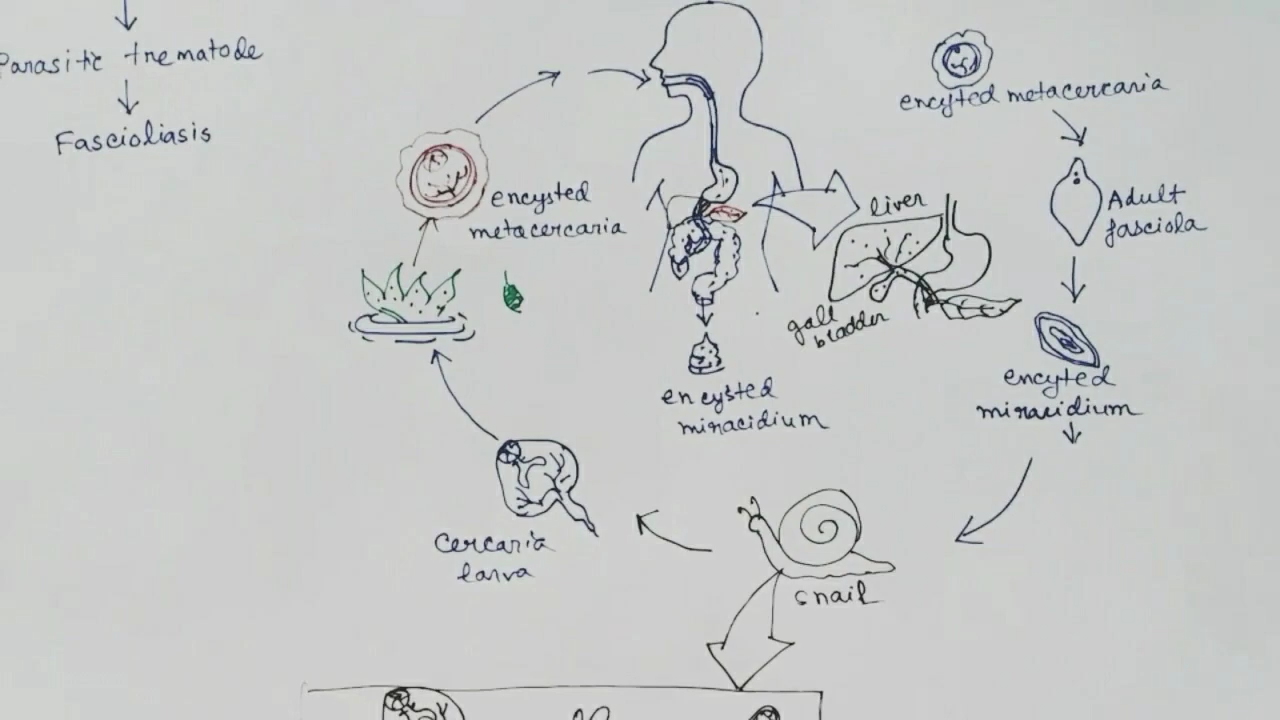 Parasitic trematode
Fascioliasis
encysted
metacercaria
encyted metacercaria
Adult
fasciola
liver
gall
bladder
encysted
miracidium
encyted
miracidium
cercaria
larva
snail